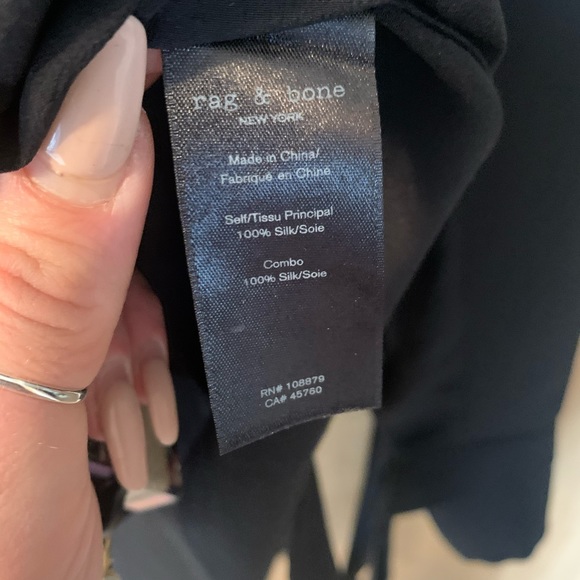 rag & bone
NEW YORK
Made in China/
Fabriqué en Chine
Self/Tissu Principal
100% Silk/Soie
Combo
100% Silk/Soie
RN# 108879
CA# 45760